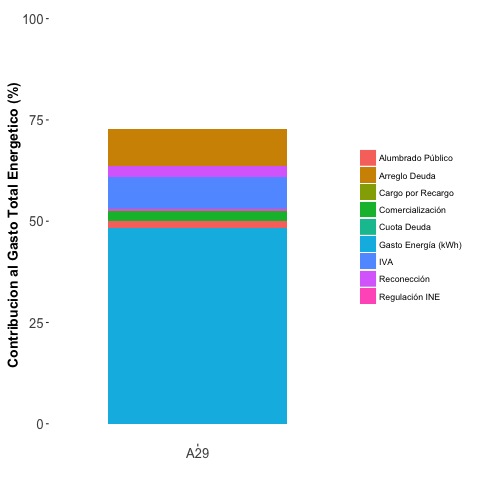 100
75
50
25
0
Contribucion al Gasto Total Energetico (%)
A29
Alumbrado Público
Arreglo Deuda
Cargo por Recargo
Comercialización
Cuota Deuda
Gasto Energía (kWh)
IVA
Reconección
Regulación INE